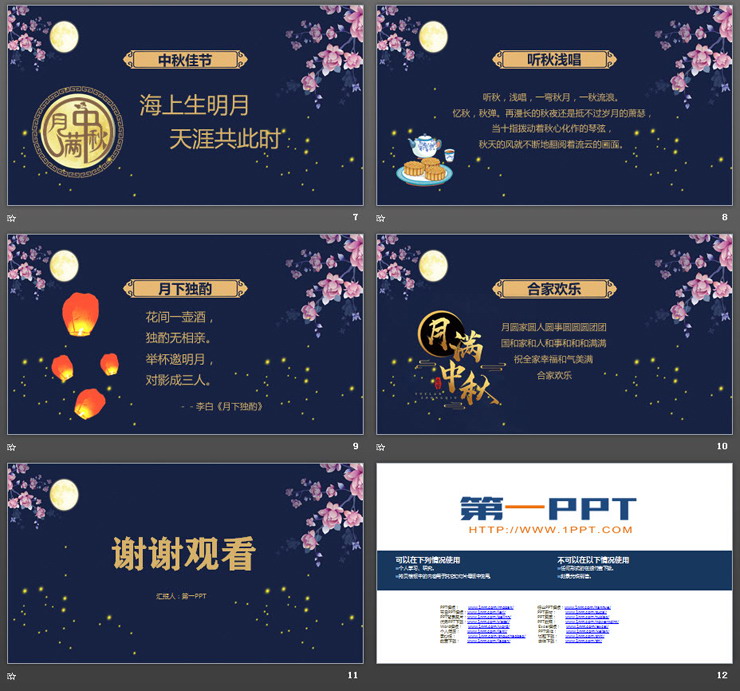 中秋佳节
海上生明月
天涯共此时
月满中秋
7
听秋浅唱
听秋，浅唱，一弯秋月，一秋流浪。
忆秋，秋弹。再漫长的秋夜还是抵不过岁月的萧瑟，
当十指拨动着秋心化作的琴弦，
秋天的风就不断地翻阅着流云的画面。
8
月下独酌
花间一壶酒，
独酌无相亲。
举杯邀明月，
对影成三人。
--李白《月下独酌》
9
合家欢乐
月满中秋
月圆家圆人圆事圆圆圆团团
国和家和人和事和和和满满
祝全家幸福和气美满
合家欢乐
10
谢谢观看
汇报人：第一PPT
11
第一PPT
HTTP://WWW.1PPT.COM
可以在下列情况使用
不可以在以下情况使用
12